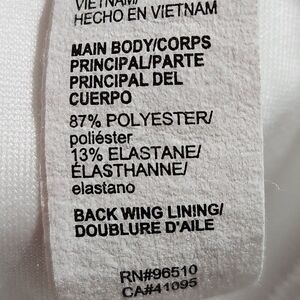 VIETNAM/
HECHO EN VIETNAM
MAIN BODY/CORPS
PRINCIPAL/PARTE
PRINCIPAL DEL
CUERPO
87% POLYESTER/
poliéster
13% ELASTANE/
ÉLASTHANNE/
elastano
BACK WING LINING/
DOUBLURE D'AILE
RN#96510
CA#41095